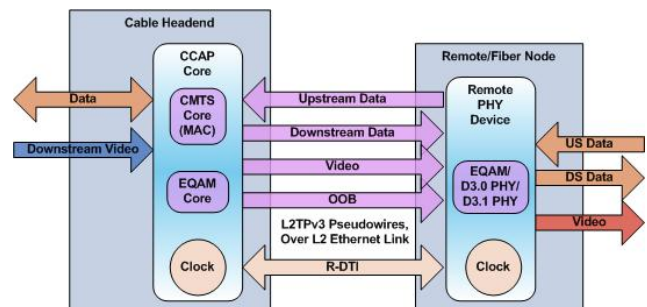 Cable Headend
Remote/Fiber Node
CCAP
Core
CMTS
Core
(MAC)
EQAM
Core
Clock
Data
Downstream Video
Upstream Data
Downstream Data
Video
OOB
L2TPv3 Pseudowires,
Over L2 Ethernet Link
R-DTI
Remote
PHY
Device
EQAM/
D3.0 PHY/
D3.1 PHY
Clock
US Data
DS Data
Video